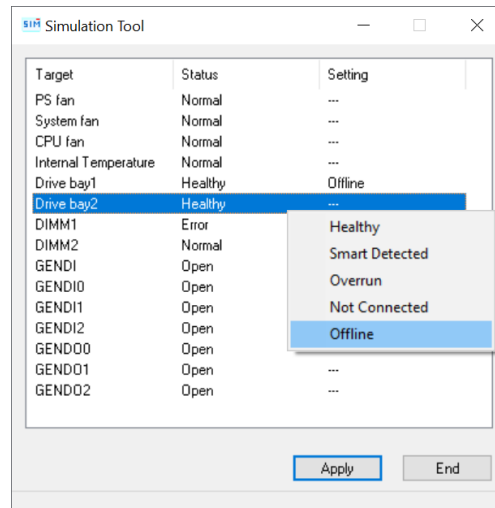 SIM Simulation Tool
Target Status Setting
PS fan Normal ---
System fan Normal ---
CPU fan Normal ---
Internal Temperature Normal ---
Drive bay1 Healthy Offline
Drive bay2 Healthy ---
DIMM1 Error
DIMM2 Normal
GENDI Open
GENDI0 Open
GENDI1 Open
GENDI2 Open
GENDO0 Open
GENDO1 Open ---
GENDO2 Open ---
Healthy
Smart Detected
Overrun
Not Connected
Offline
Apply End